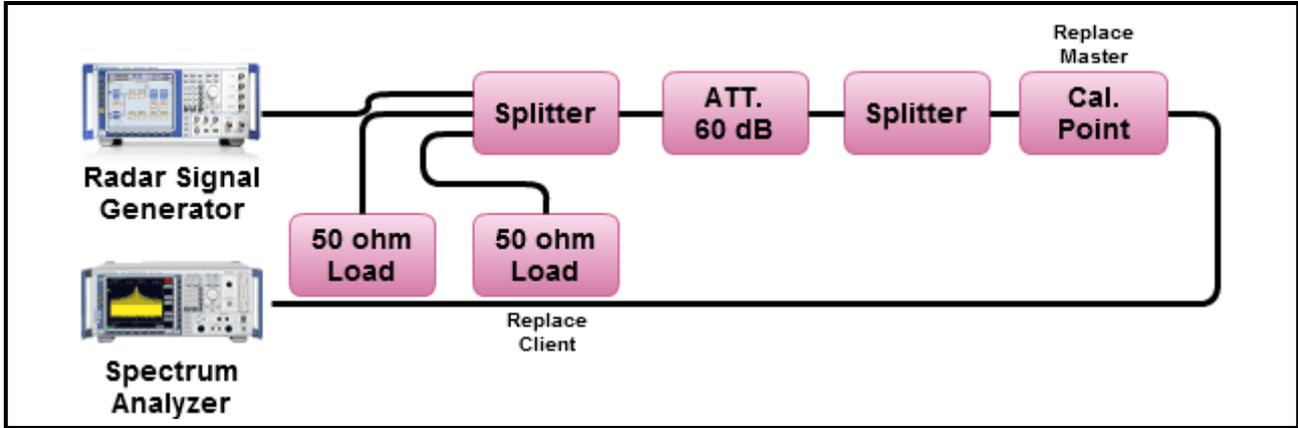 Replace
Master
Splitter
ATT.
60 dB
Splitter
Cal.
Point
Radar Signal
Generator
50 ohm
Load
50 ohm
Load
Replace
Client
Spectrum
Analyzer